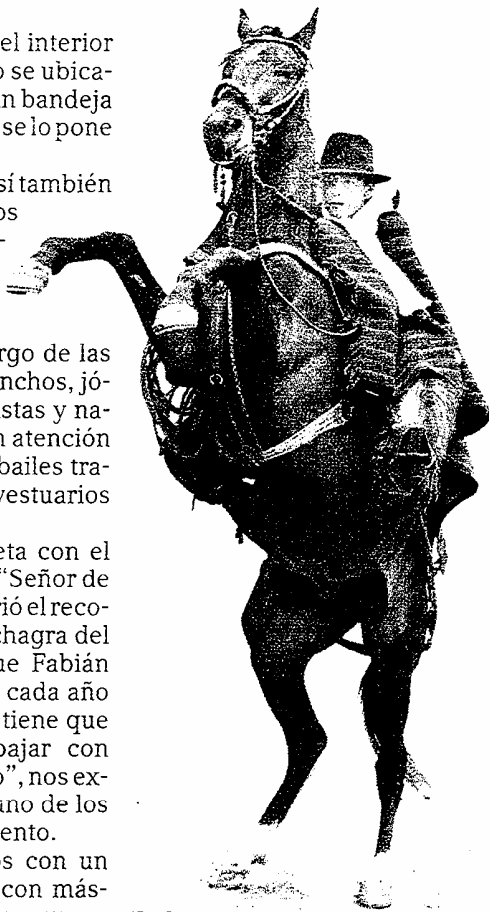 el interior
o se ubica-
n bandeja
se lo pone
sí también
os
-
rgo de las
nchos, jó-
stas y na-
n atención
bailes tra-
vestuarios
eta con el
“Señor de
rió el reco-
chagra del
ue Fabián
cada año
tiene que
bajar con
o”, nos ex-
uno de los
ento.
os con un
con más-